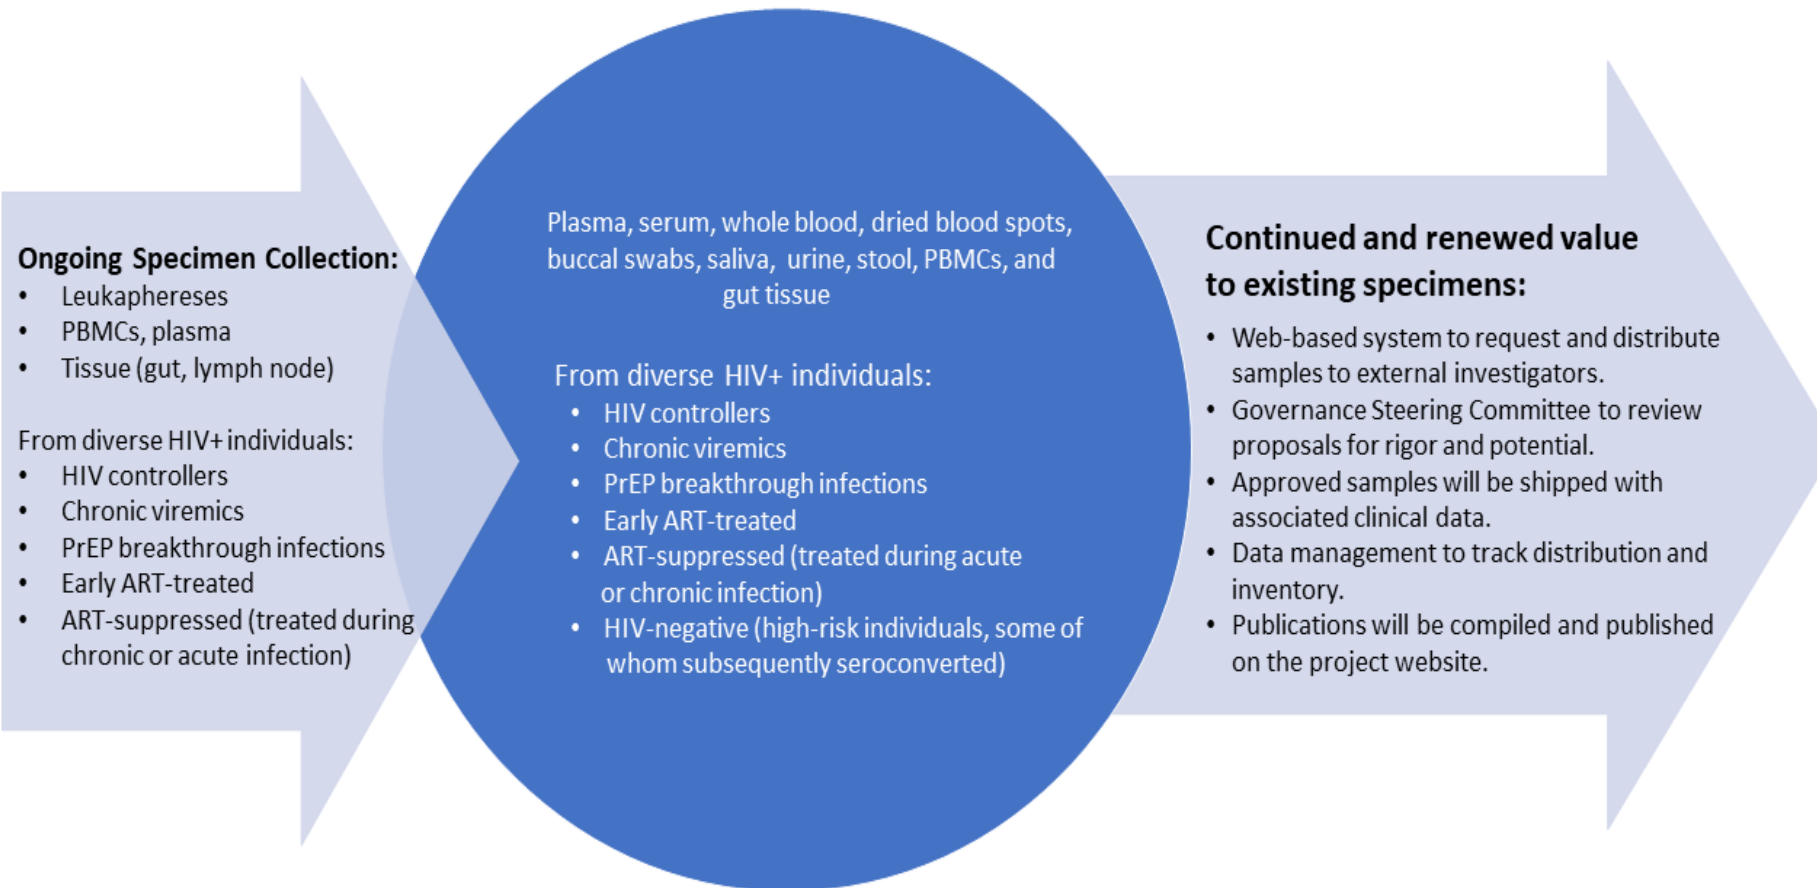 Ongoing Specimen Collection:
• Leukaphereses
• PBMCs, plasma
• Tissue (gut, lymph node)
From diverse HIV+ individuals:
• HIV controllers
• Chronic viremics
• PrEP breakthrough infections
• Early ART-treated
• ART-suppressed (treated during
chronic or acute infection)
Plasma, serum, whole blood, dried blood spots,
buccal swabs, saliva, urine, stool, PBMCs, and
gut tissue
From diverse HIV+ individuals:
• HIV controllers
• Chronic viremics
• PrEP breakthrough infections
• Early ART-treated
• ART-suppressed (treated during acute
or chronic infection)
• HIV-negative (high-risk individuals, some of
whom subsequently seroconverted)
Continued and renewed value
to existing specimens:
• Web-based system to request and distribute
samples to external investigators.
• Governance Steering Committee to review
proposals for rigor and potential.
• Approved samples will be shipped with
associated clinical data.
• Data management to track distribution and
inventory.
• Publications will be compiled and published
on the project website.